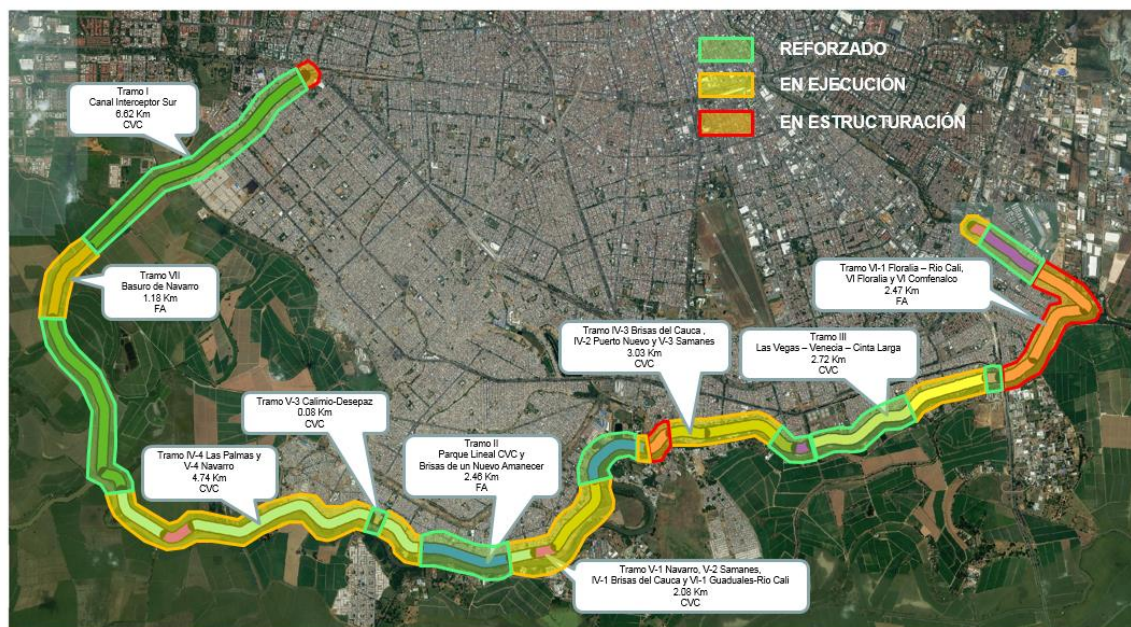 REFORZADO
EN EJECUCIÓN
EN ESTRUCTURACIÓN
Tramo I
Canal Interceptor Sur
6.62 Km
CVC
Tramo VII
Basuro de Navarro
1.18 Km
FA
Tramo VI-1 Floralia – Rio Cali,
VI Floralia y VI Comfenalco
2.47 Km
FA
Tramo IV-3 Brisas del Cauca ,
IV-2 Puerto Nuevo y V-3 Samanes
3.03 Km
CVC
Tramo III
Las Vegas – Venecia – Cinta Larga
2.72 Km
CVC
Tramo V-3 Calimio-Desepaz
0.08 Km
CVC
Tramo II
Parque Lineal CVC y
Brisas de un Nuevo Amanecer
2.46 Km
FA
Tramo IV-4 Las Palmas y
V-4 Navarro
4.74 Km
CVC
Tramo V-1 Navarro, V-2 Samanes,
IV-1 Brisas del Cauca y VI-1 Guaduales-Rio Cali
2.08 Km
CVC